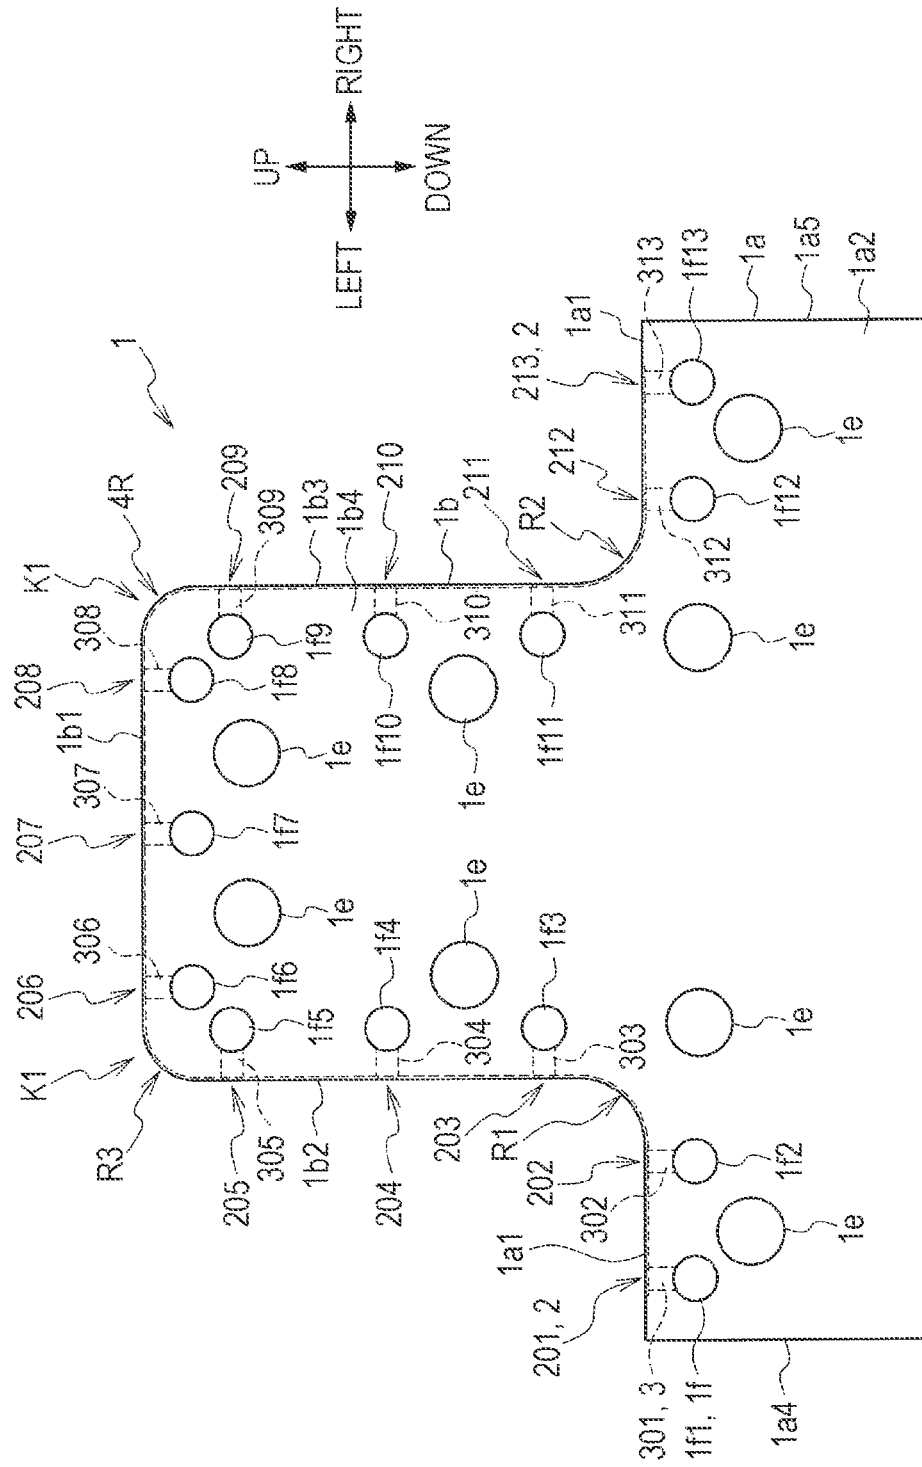 1
UP
LEFT
RIGHT
DOWN
K1
R3
206
306
207
307
1b1
208
308
K1
4R
205
305
1f5
1f6
1e
1f7
1e
1f8
1f9
309
209
1b2
204
304
1f4
1e
1e
1f10
310
210
1b3
1b4
1b
203
303
R1
1f3
1f11
311
211
R2
201, 2
1a1
202
302
301, 3
1f1, 1f
1f2
1e
1e
1e
212
312
1f12
213, 2
1a1
313
1f13
1e
1a4
1a
1a5
1a2